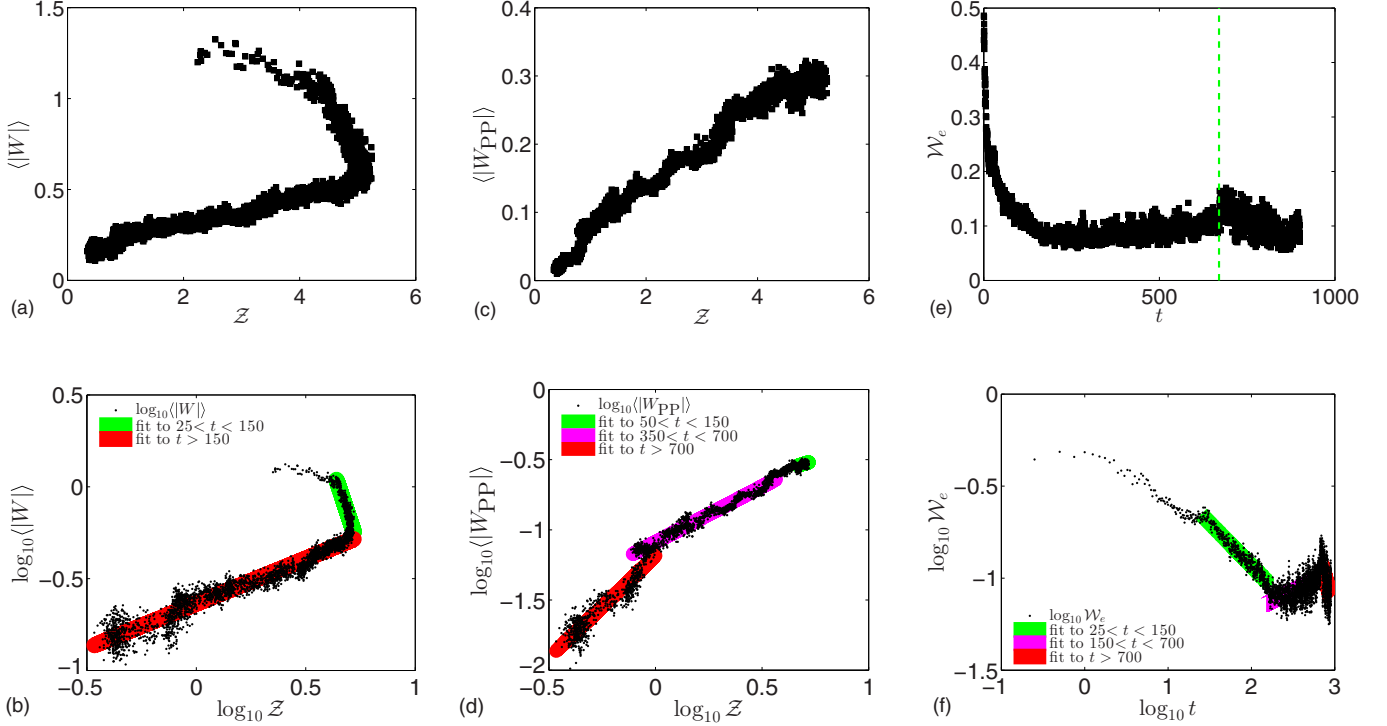 1.5
1
0.5
0
0
2
4
6
⟨|W|⟩
𝒵
(a)
0.4
0.3
0.2
0.1
0
0
2
4
6
⟨|W_PP|⟩
𝒵
(c)
0.5
0.4
0.3
0.2
0.1
0
0
500
1000
𝒲_e
t
(e)
0.5
0
−0.5
−1
−0.5
0
0.5
1
log₁₀⟨|W|⟩
log₁₀ 𝒵
log₁₀⟨|W|⟩
fit to 25< t < 150
fit to t > 150
(b)
0
−0.5
−1
−1.5
−2
−0.5
0
0.5
1
log₁₀⟨|W_PP|⟩
log₁₀ 𝒵
log₁₀⟨|W_PP|⟩
fit to 50< t < 150
fit to 350< t < 700
fit to t > 700
(d)
0
−0.5
−1
−1.5
−1
0
1
2
3
log₁₀ 𝒲_e
log₁₀ t
log₁₀ 𝒲_e
fit to 25< t < 150
fit to 150< t < 700
fit to t > 700
(f)